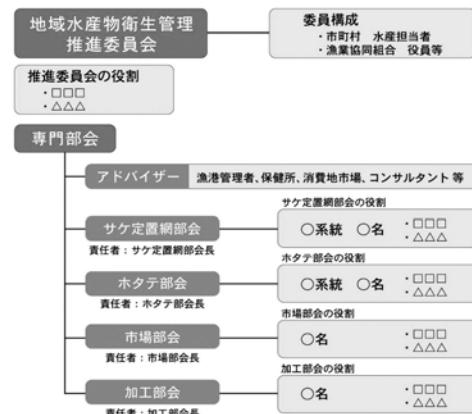 地域水産物衛生管理
推進委員会
委員構成
・市町村 水産担当者
・漁業協同組合 役員等
推進委員会の役割
・□□□
・△△△
専門部会
アドバイザー 漁港管理者、保健所、消費地市場、コンサルタント 等
サケ定置網部会の役割
サケ定置網部会 ○系統 ○名 ・□□□
・△△△
責任者：サケ定置網部会長
ホタテ部会の役割
ホタテ部会 ○系統 ○名 ・□□□
・△△△
責任者：ホタテ部会長
市場部会の役割
市場部会 ○名 ・□□□
・△△△
責任者：市場部会長
加工部会の役割
加工部会 ○名 ・□□□
・△△△
責任者：加工部会長